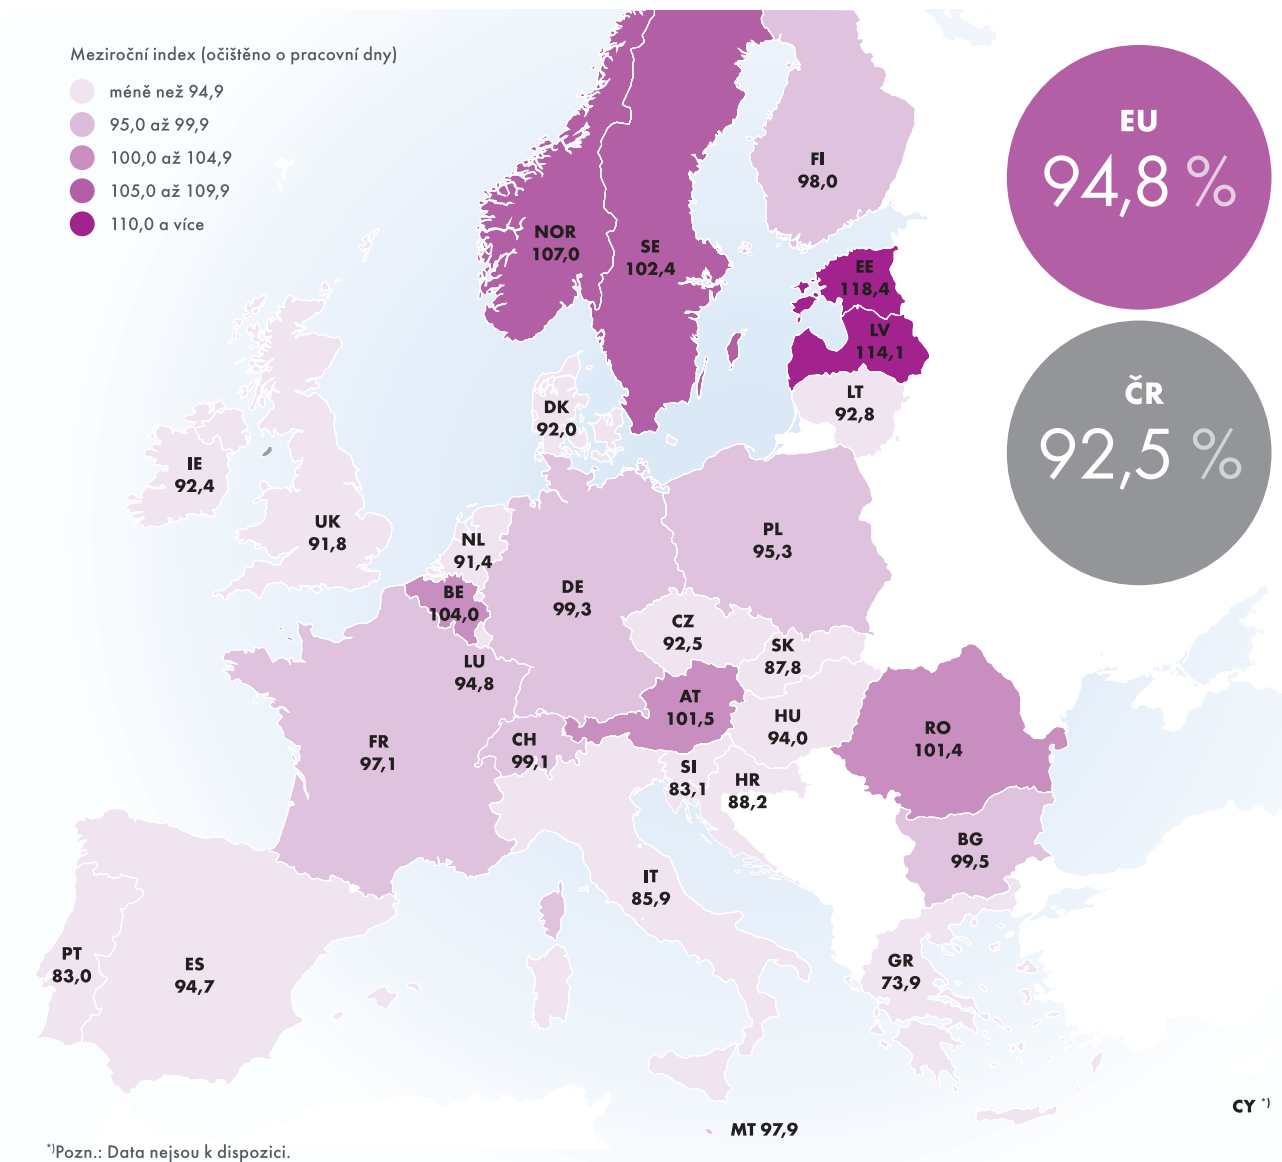 Meziroční index (očištěno o pracovní dny)
méně než 94,9
95,0 až 99,9
100,0 až 104,9
105,0 až 109,9
110,0 a více
EU
94,8 %
ČR
92,5 %
FI
98,0
NOR
107,0
SE
102,4
EE
118,4
LV
114,1
LT
92,8
DK
92,0
IE
92,4
UK
91,8
NL
91,4
BE
104,0
DE
99,3
PL
95,3
CZ
92,5
SK
87,8
LU
94,8
AT
101,5
HU
94,0
RO
101,4
FR
97,1
CH
99,1
SI
83,1
HR
88,2
BG
99,5
IT
85,9
PT
83,0
ES
94,7
GR
73,9
MT 97,9
CY *)
*)Pozn.: Data nejsou k dispozici.